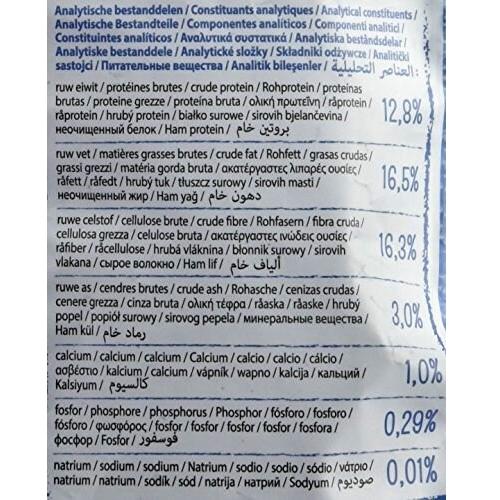 Analytische bestanddelen / Constituants analytiques / Analytical constituents /
Analytische Bestandteile / Componentes analíticos / Componenti analitici /
Constituintes analíticos / Αναλυτικά συστατικά / Analytiska beståndsdelar /
Analytiske bestanddele / Analytické složky / Składniki odżywcze / Analitički
sastojci / Питательные вещества / Analitik bileşenler / العناصر التحليلية:
ruw eiwit / protéines brutes / crude protein / Rohprotein / proteínas
brutas / proteine grezze / proteína bruta / ολική πρωτεΐνη / råprotein /
råprotein / hrubý protein / białko surowe / sirovih bjelančevina /
неочищенный белок / Ham protein / بروتين خام
12,8%
ruw vet / matières grasses brutes / crude fat / Rohfett / grasas crudas /
grassi grezzi / matéria gorda bruta / ακατέργαστες λιπαρές ουσίες /
råfett / råfedt / hrubý tuk / tłuszcz surowy / sirovih masti /
неочищенный жир / Ham yağ / دهون خام
16,5%
ruwe celstof / cellulose brute / crude fibre / Rohfasern / fibra cruda /
cellulosa grezza / celulose bruta / ακατέργαστες ινώδεις ουσίες /
råfiber / råcellulose / hrubá vláknina / błonnik surowy / sirovih
vlakana / сырое волокно / Ham lif / ألياف خام
16,3%
ruwe as / cendres brutes / crude ash / Rohasche / cenizas crudas /
cenere grezza / cinza bruta / ολική τέφρα / råaska / råaske / hrubý
popel / popiół surowy / sirovog pepela / минеральные вещества /
Ham kül / رماد خام
3,0%
calcium / calcium / calcium / Calcium / calcio / calcio / cálcio /
ασβέστιο / kalcium / calcium / vápník / wapno / kalcija / кальций /
Kalsiyum / كالسيوم
1,0%
fosfor / phosphore / phosphorus / Phosphor / fósforo / fosforo /
fósforo / φωσφόρος / fosfor / fosfor / fosfor / fosfor / fosfora /
фосфор / Fosfor / فوسفور
0,29%
natrium / sodium / sodium / Natrium / sodio / sodio / sódio / νάτριο /
natrium / natrium / sodík / sód / natrija / натрий / Sodyum / صوديوم
0,01%